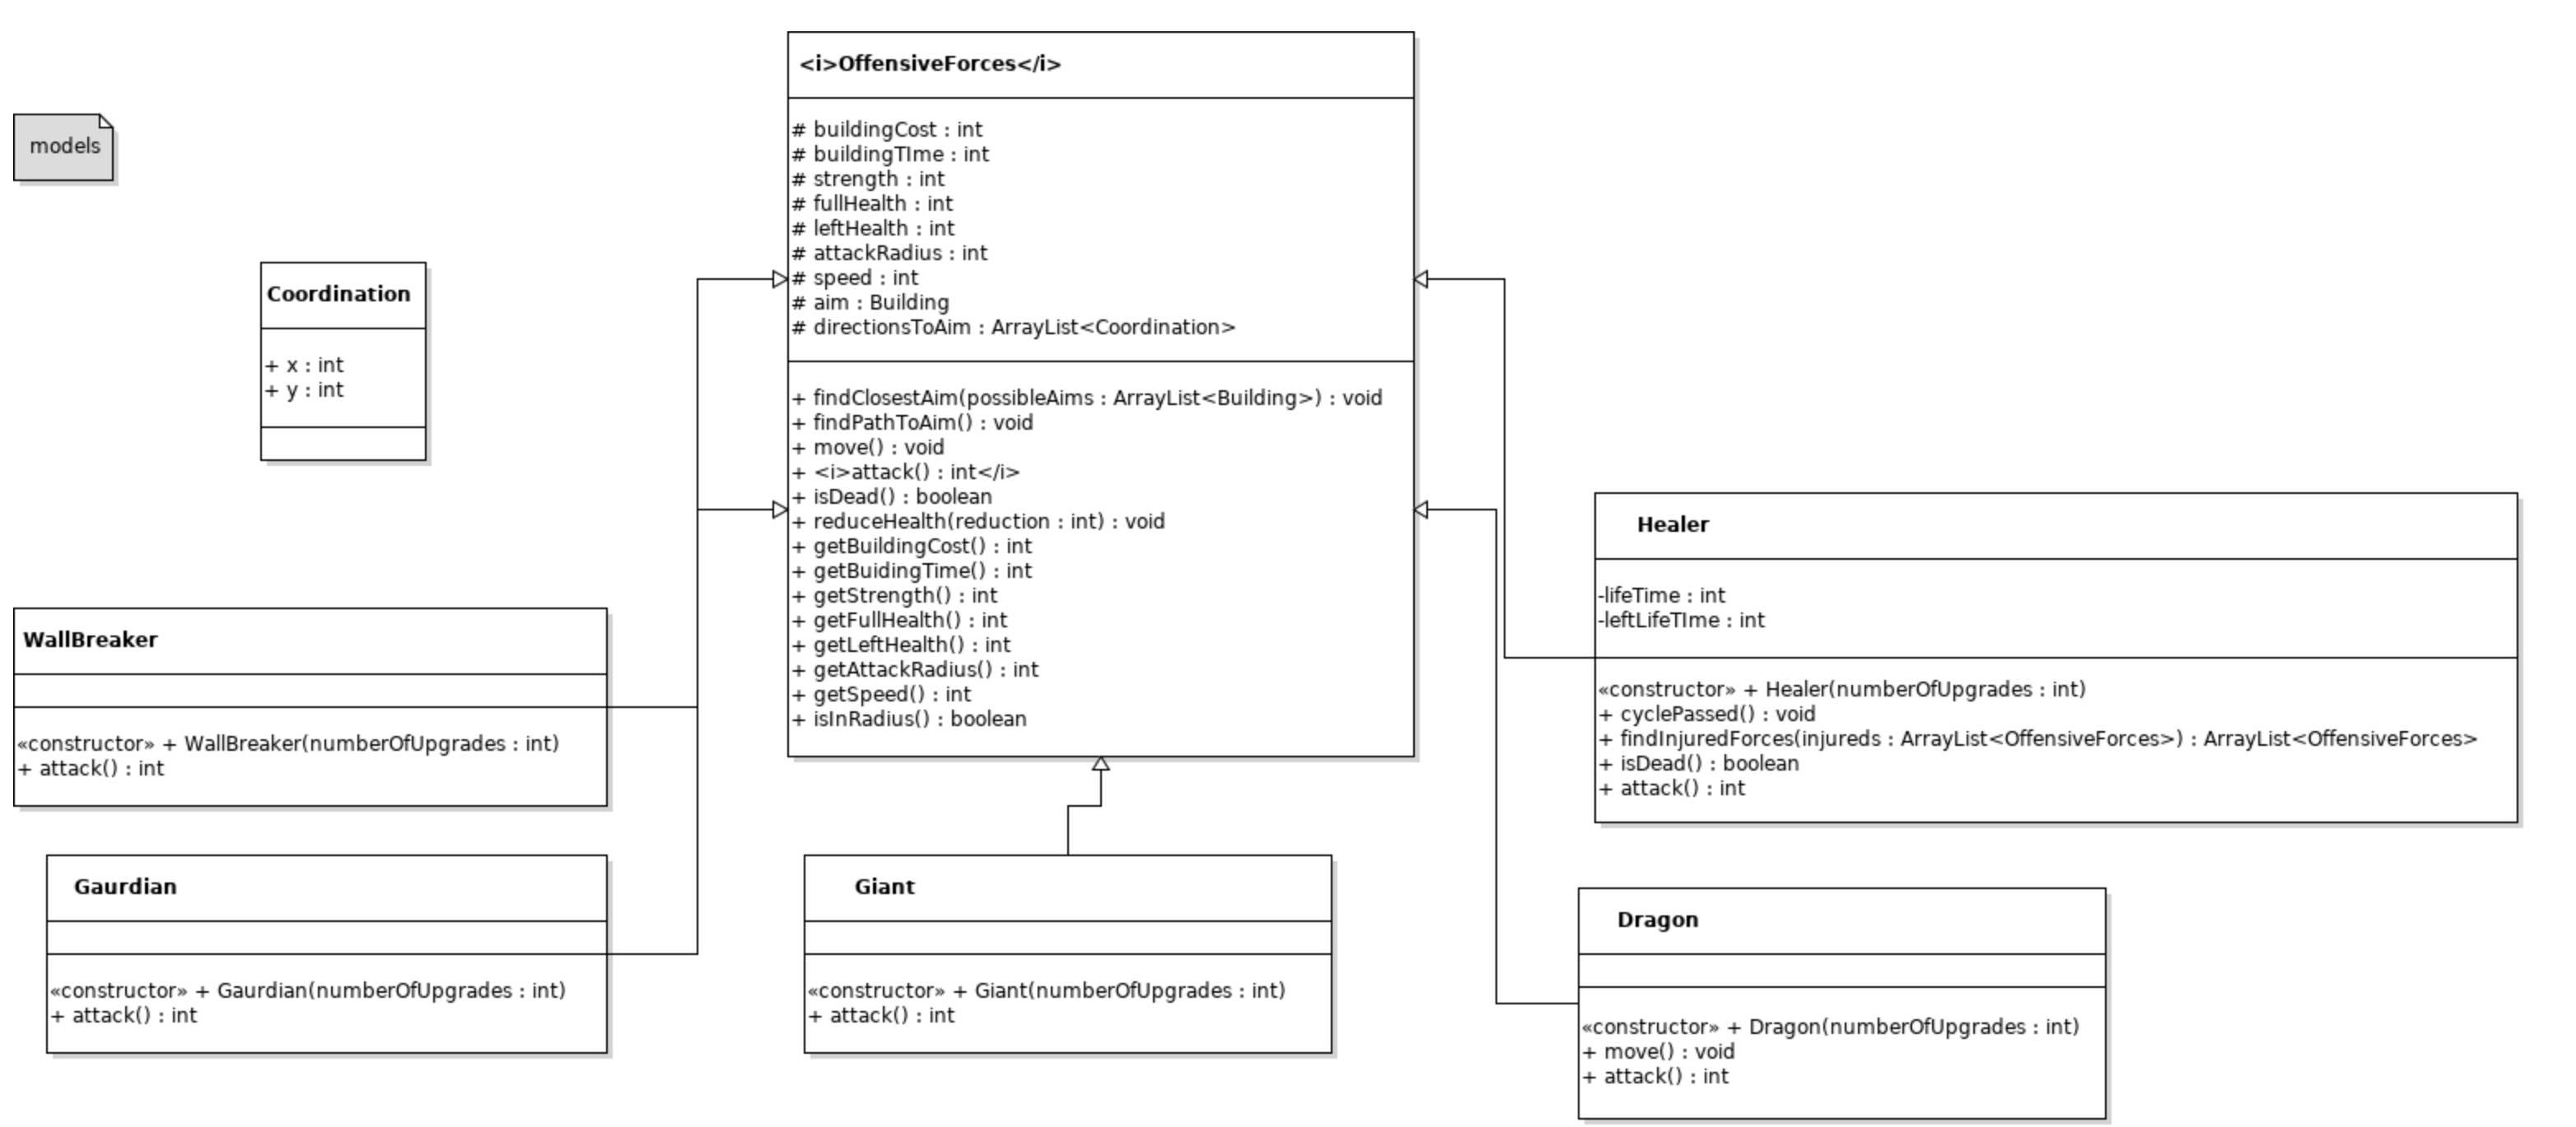 <i>OffensiveForces</i>
# buildingCost : int
# buildingTIme : int
# strength : int
# fullHealth : int
# leftHealth : int
# attackRadius : int
# speed : int
# aim : Building
# directionsToAim : ArrayList<Coordination>
+ findClosestAim(possibleAims : ArrayList<Building>) : void
+ findPathToAim() : void
+ move() : void
+ <i>attack() : int</i>
+ isDead() : boolean
+ reduceHealth(reduction : int) : void
+ getBuildingCost() : int
+ getBuidingTime() : int
+ getStrength() : int
+ getFullHealth() : int
+ getLeftHealth() : int
+ getAttackRadius() : int
+ getSpeed() : int
+ isInRadius() : boolean
models
Coordination
+ x : int
+ y : int
WallBreaker
«constructor» + WallBreaker(numberOfUpgrades : int)
+ attack() : int
Gaurdian
«constructor» + Gaurdian(numberOfUpgrades : int)
+ attack() : int
Giant
«constructor» + Giant(numberOfUpgrades : int)
+ attack() : int
Healer
-lifeTime : int
-leftLifeTIme : int
«constructor» + Healer(numberOfUpgrades : int)
+ cyclePassed() : void
+ findInjuredForces(injureds : ArrayList<OffensiveForces>) : ArrayList<OffensiveForces>
+ isDead() : boolean
+ attack() : int
Dragon
«constructor» + Dragon(numberOfUpgrades : int)
+ move() : void
+ attack() : int